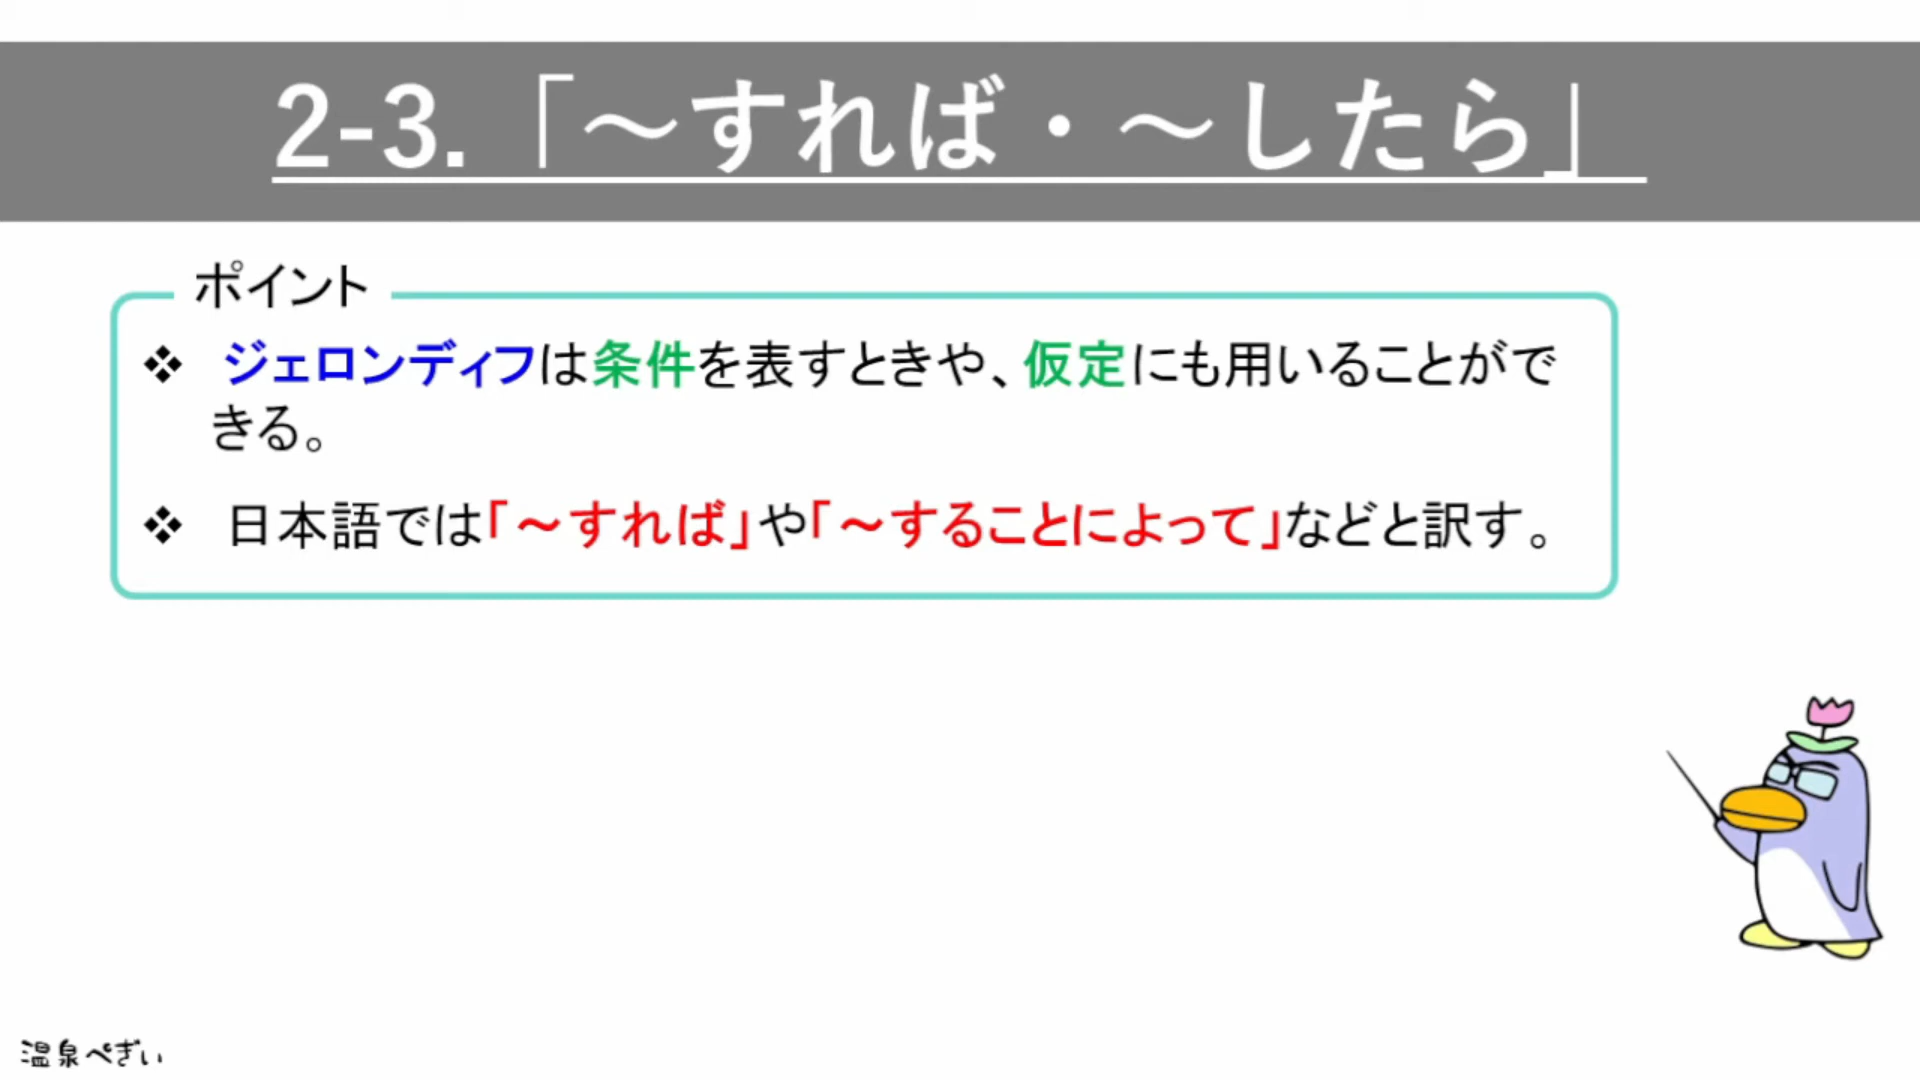 2-3.「～すれば・～したら」
ポイント
❖ ジェロンディフは条件を表すときや、仮定にも用いることがで
きる。
❖ 日本語では「～すれば」や「～することによって」などと訳す。
温泉ぺぎぃ